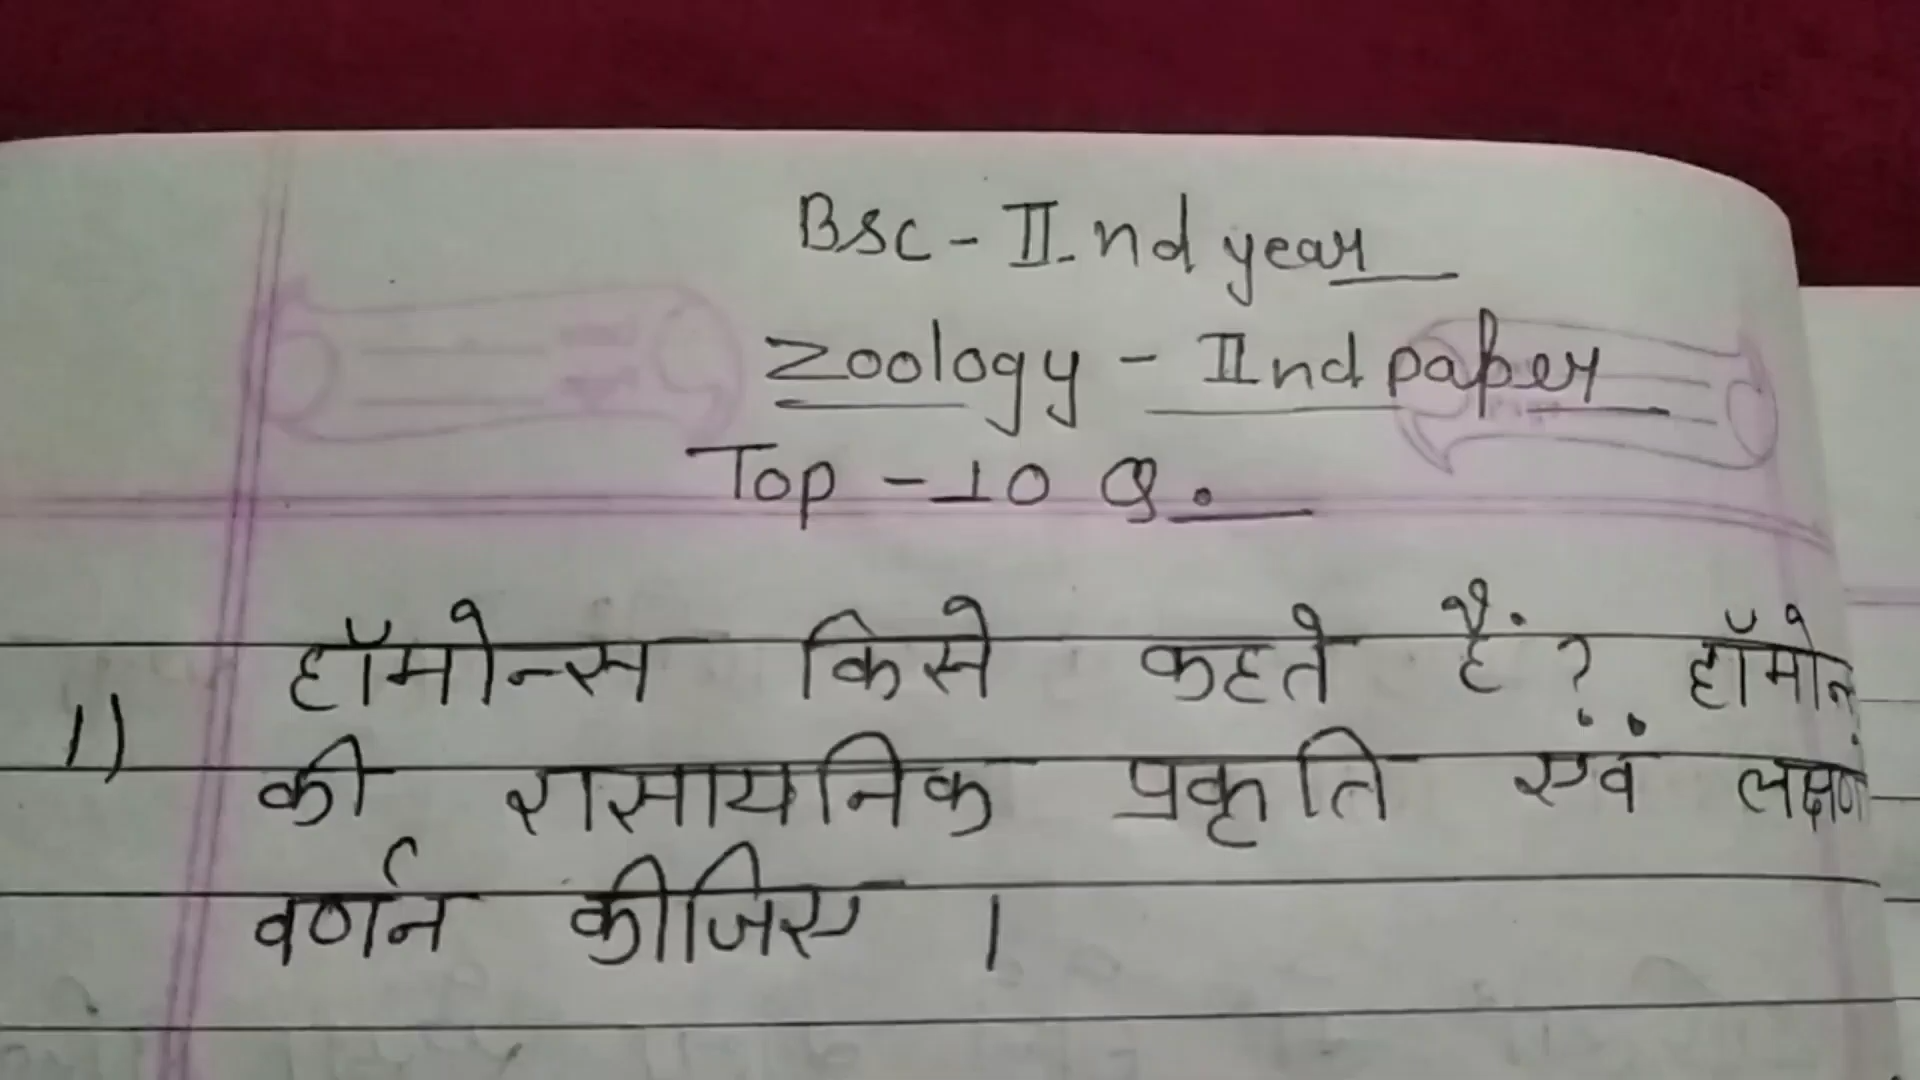 BSC - II nd year
Zoology - IInd paper
Top - 10 Q.
1) हॉमोन्स किसे कहते हैं? हॉमोन
की रासायनिक प्रकृति एवं लक्षण
वर्णन कीजिए ।